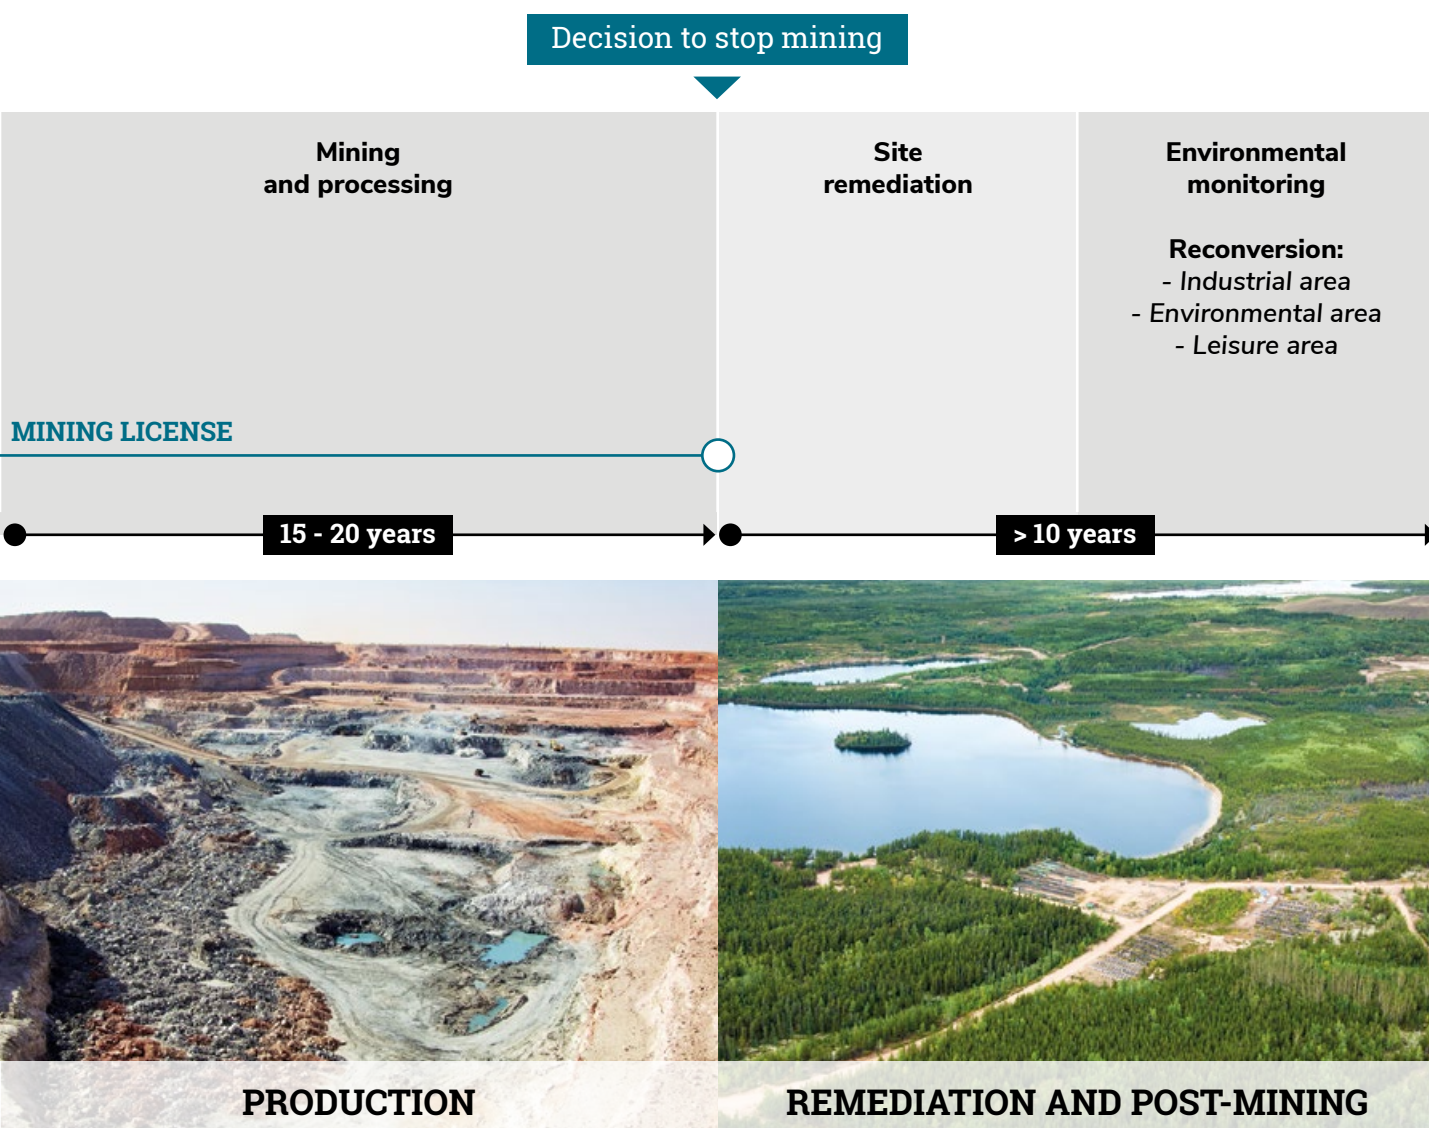 Decision to stop mining
Mining
and processing
Site
remediation
Environmental
monitoring
Reconversion:
- Industrial area
- Environmental area
- Leisure area
MINING LICENSE
15 - 20 years
> 10 years
PRODUCTION
REMEDIATION AND POST-MINING